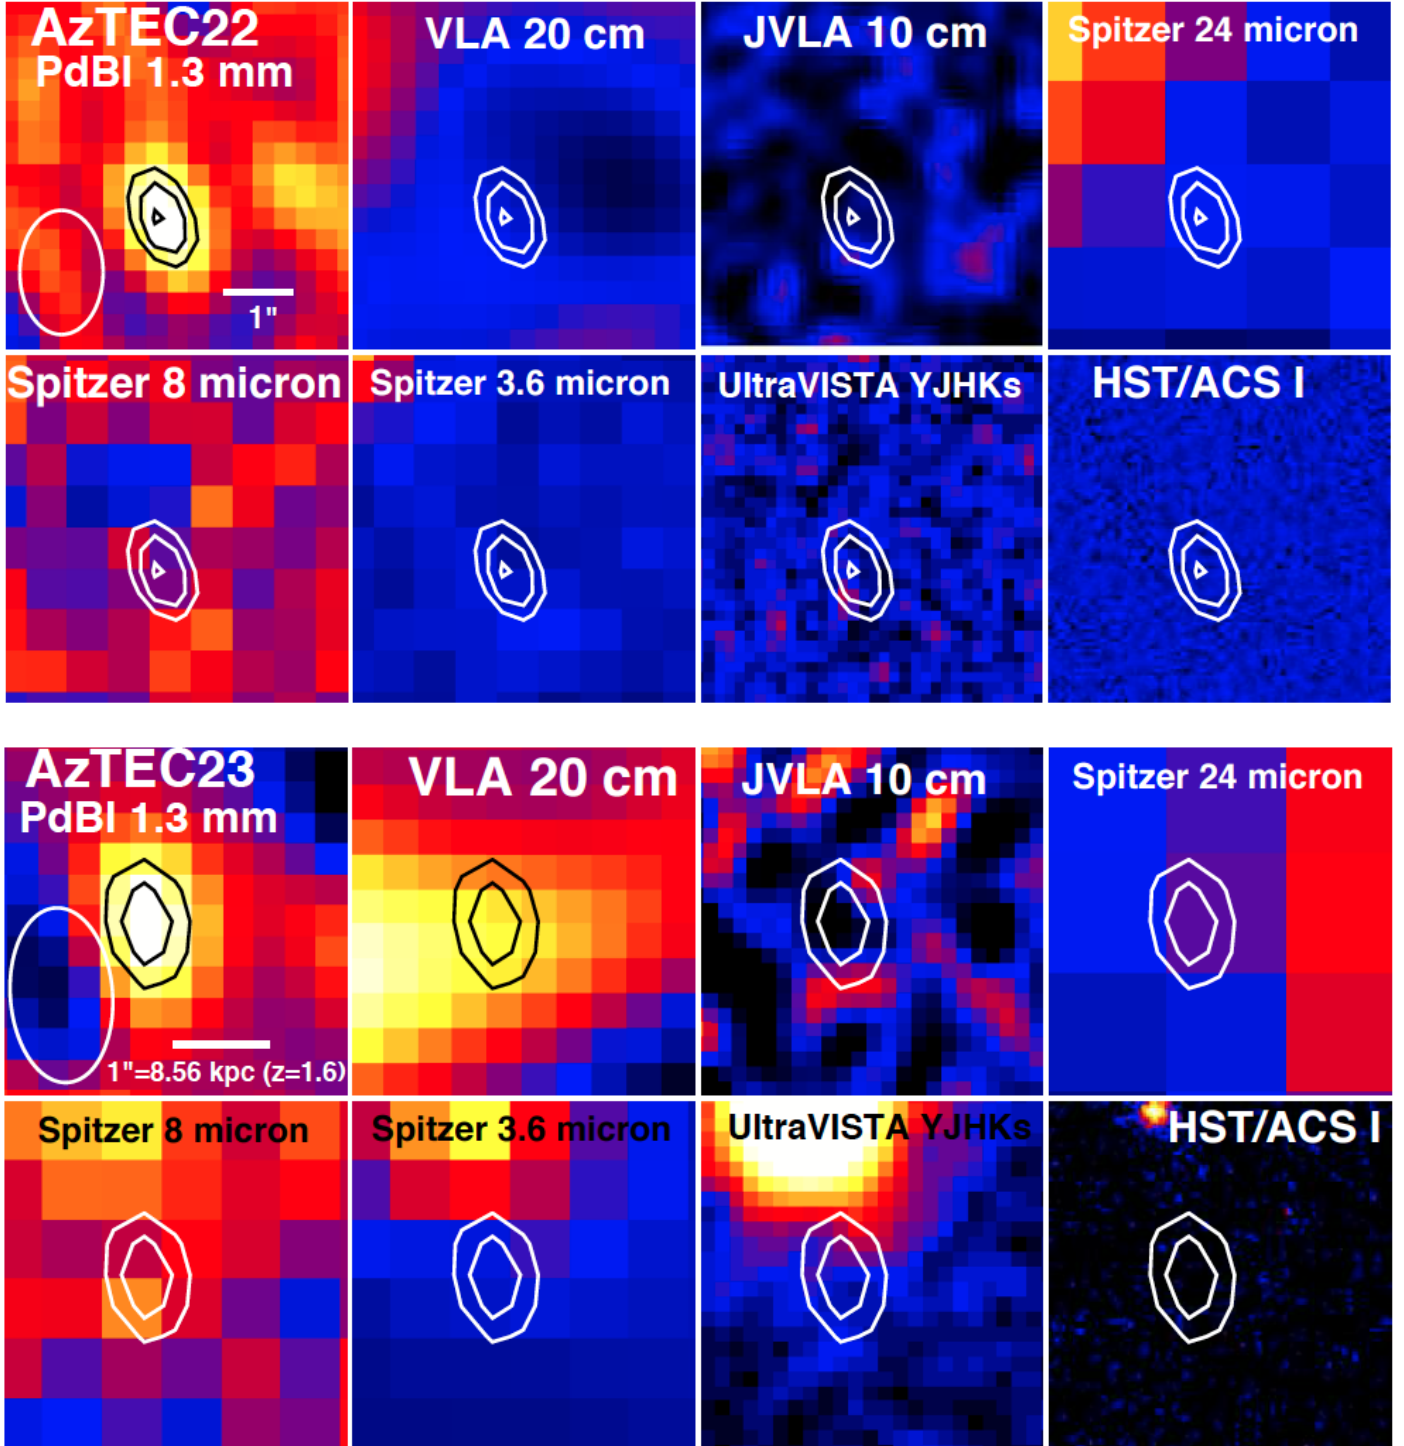 AzTEC22
PdBI 1.3 mm
1"
VLA 20 cm
JVLA 10 cm
Spitzer 24 micron
Spitzer 8 micron
Spitzer 3.6 micron
UltraVISTA YJHKs
HST/ACS I
AzTEC23
PdBI 1.3 mm
1"=8.56 kpc (z=1.6)
VLA 20 cm
JVLA 10 cm
Spitzer 24 micron
Spitzer 8 micron
Spitzer 3.6 micron
UltraVISTA YJHKs
HST/ACS I